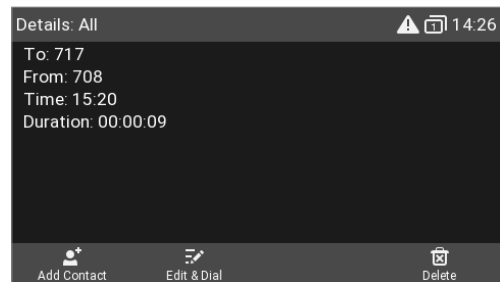 Details: All
1 14:26
To: 717
From: 708
Time: 15:20
Duration: 00:00:09
Add Contact Edit & Dial Delete